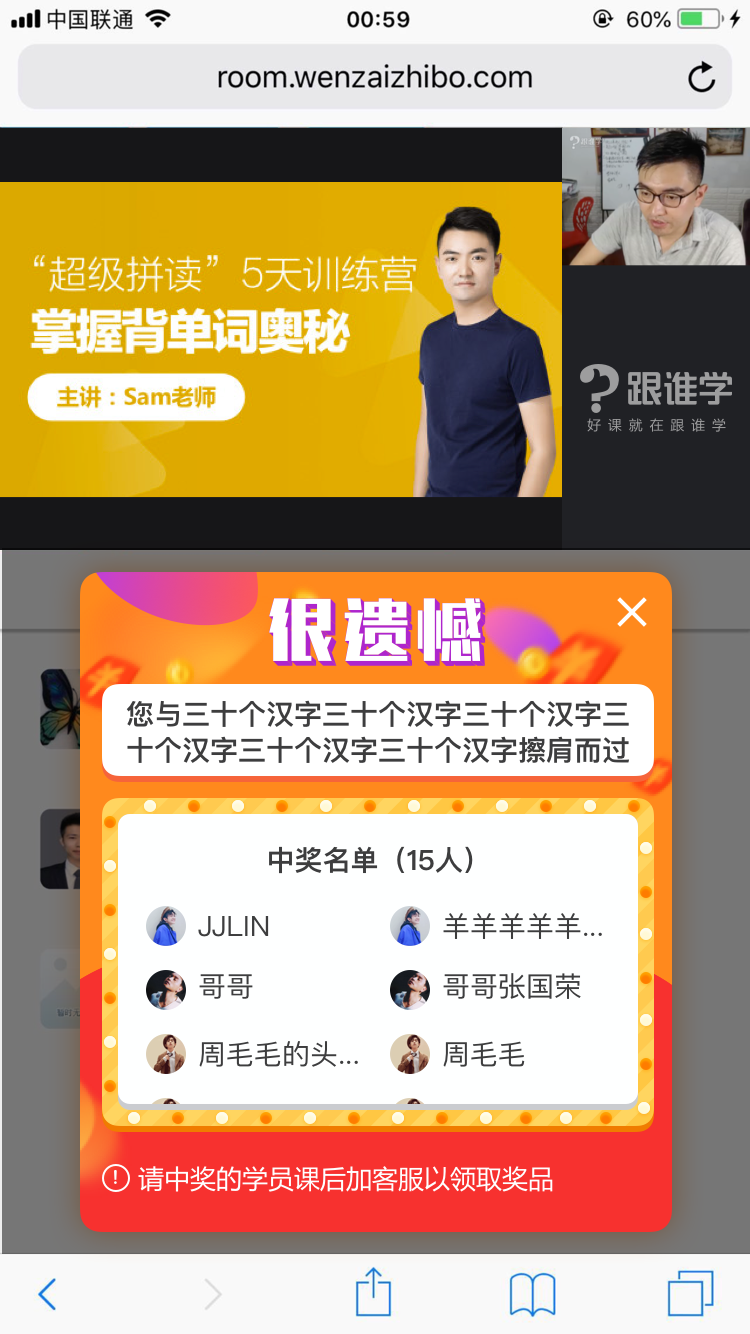 中国联通
00:59
60%
room.wenzaizhibo.com
“超级拼读”5天训练营
掌握背单词奥秘
主讲：Sam老师
跟谁学
好课就在跟谁学
很遗憾
您与三十个汉字三十个汉字三十个汉字三
十个汉字三十个汉字三十个汉字擦肩而过
中奖名单（15人）
JJLIN
羊羊羊羊羊...
哥哥
哥哥张国荣
周毛毛的头...
周毛毛
请中奖的学员课后加客服以领取奖品